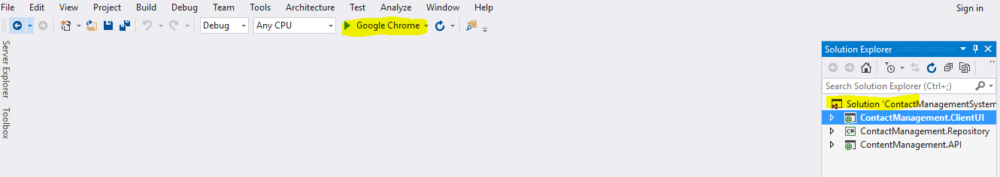 File Edit View Project Build Debug Team Tools Architecture Test Analyze Window Help Sign in
Debug Any CPU Google Chrome
Server Explorer
Toolbox
Solution Explorer
Search Solution Explorer (Ctrl+;)
Solution 'ContactManagementSystem
ContactManagement.ClientUI
ContactManagement.Repository
ContentManagement.API